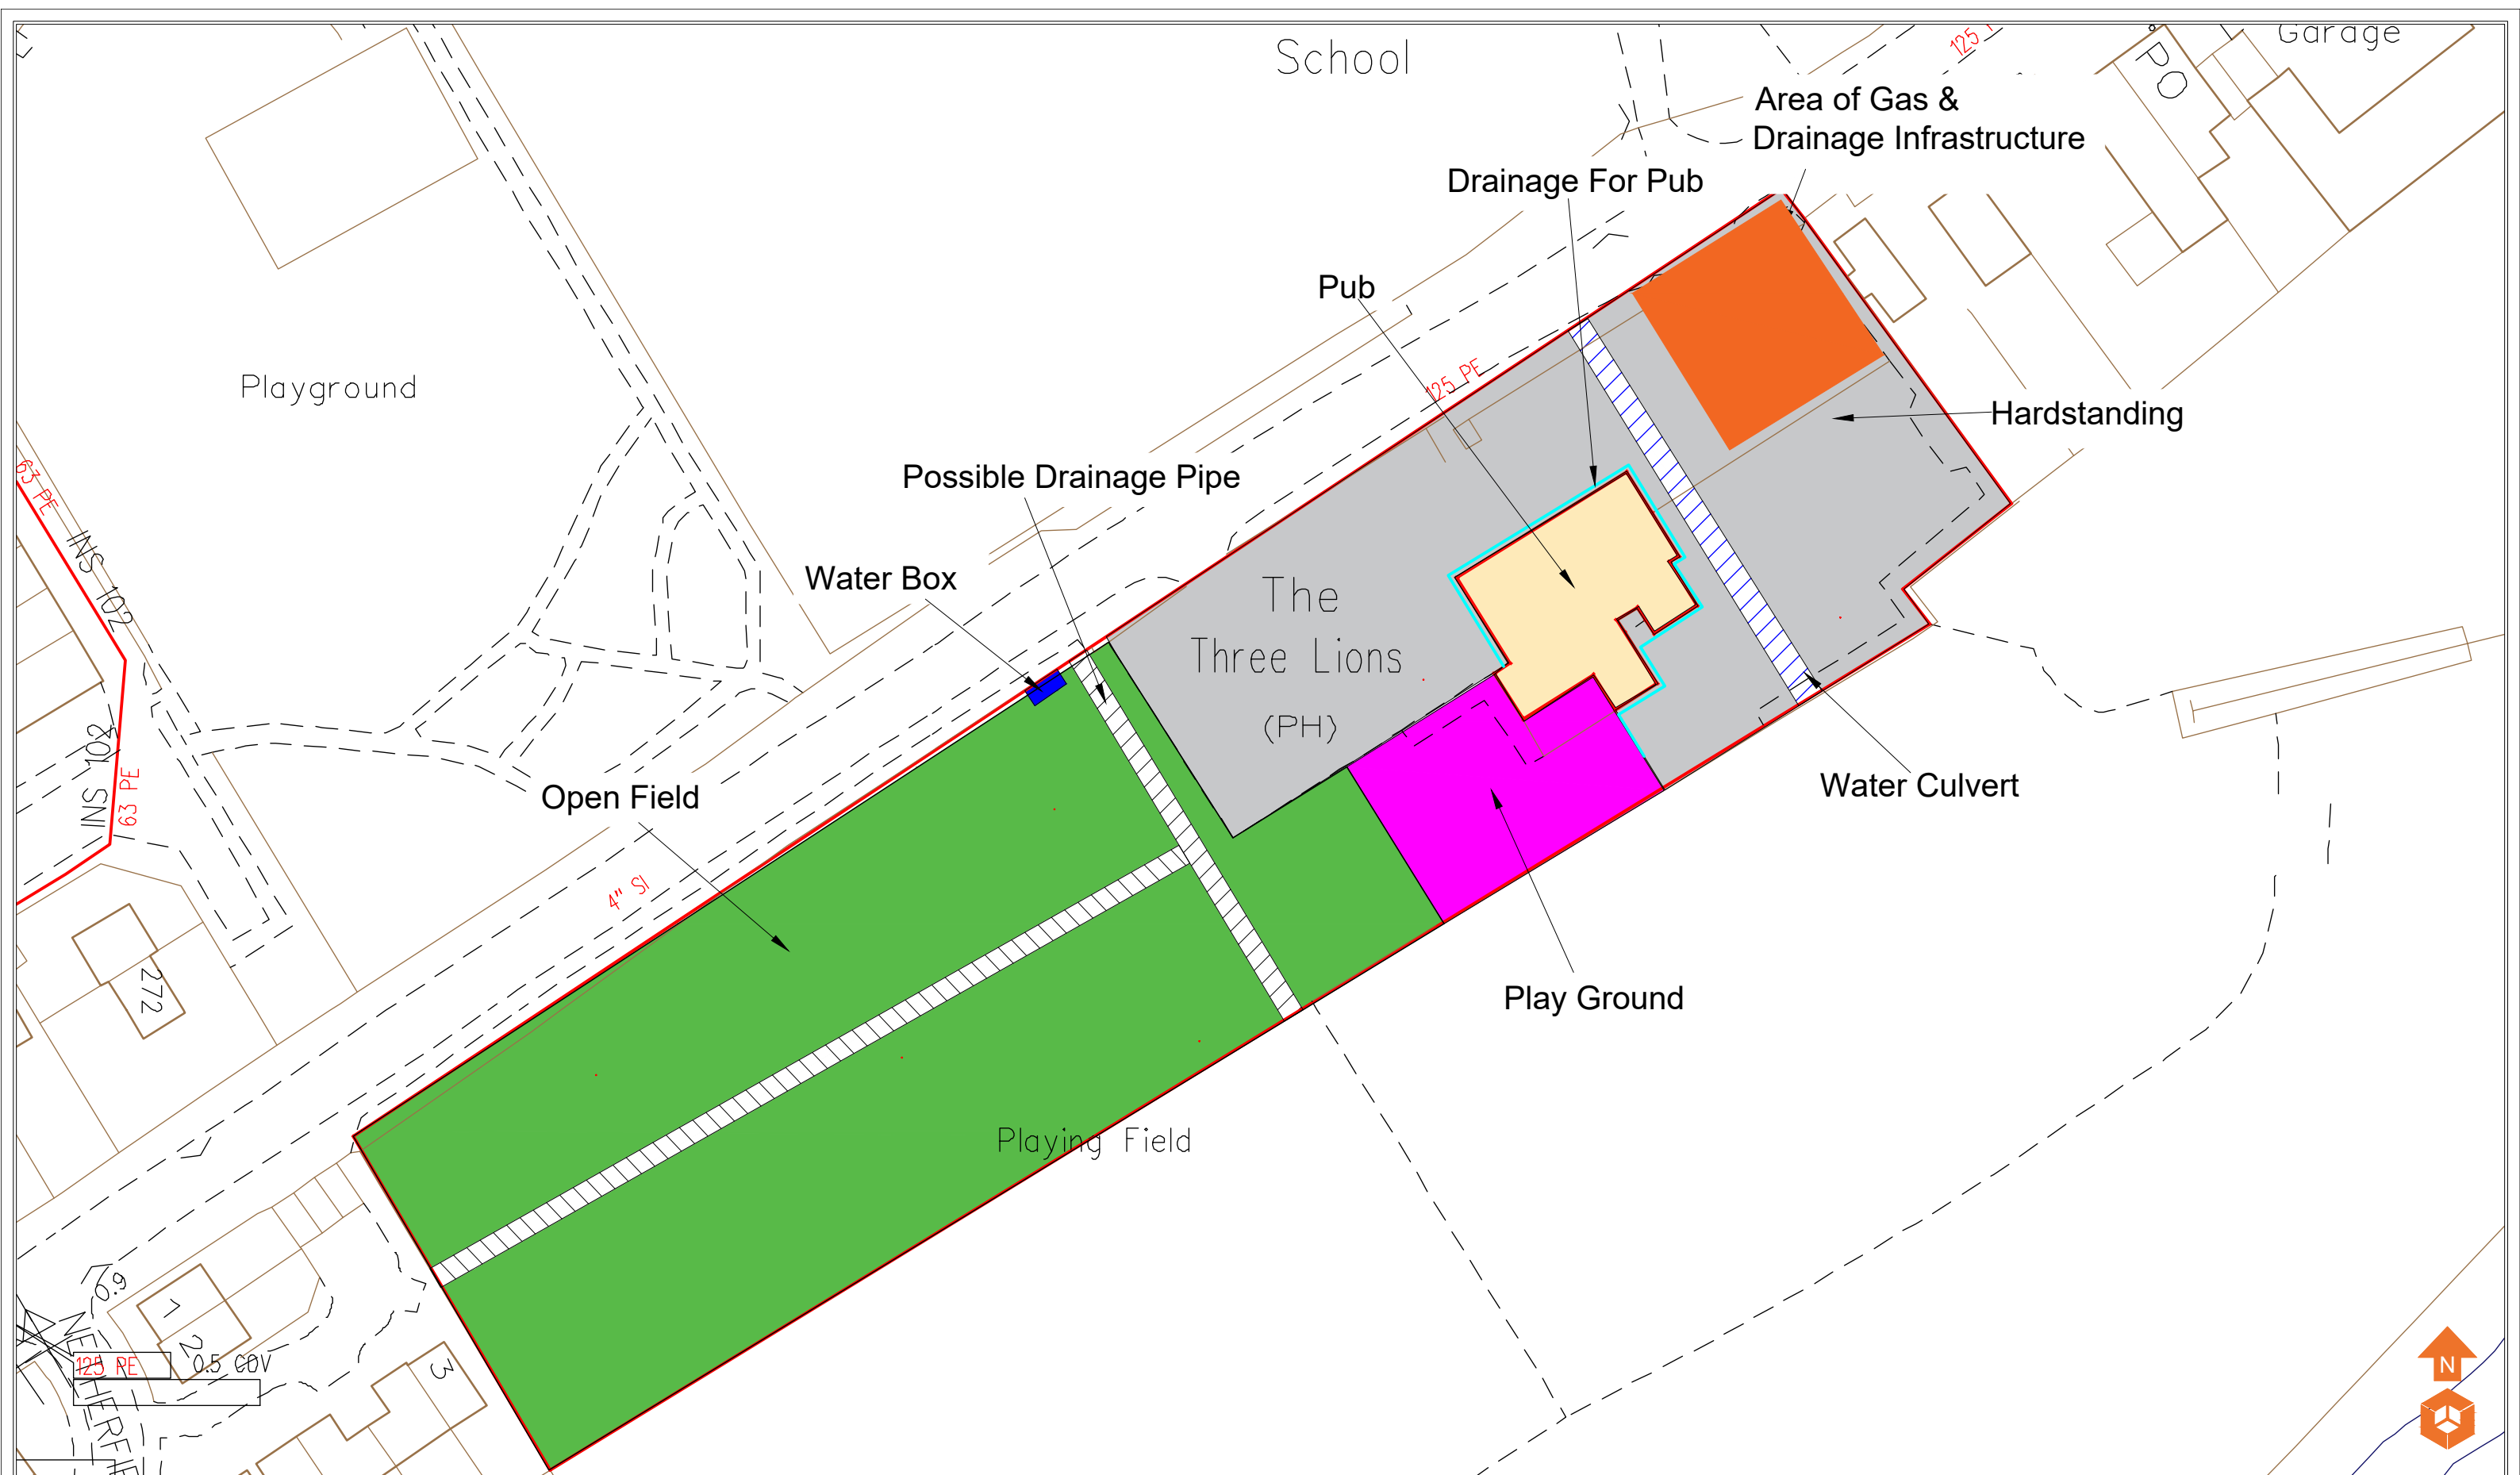 School
Garage
125
PO
Area of Gas &
Drainage Infrastructure
Drainage For Pub
Pub
125 PE
Playground
Hardstanding
63 PE
Possible Drainage Pipe
INS 102
Water Box
The
Three Lions
(PH)
INS 102
63 PE
Open Field
Water Culvert
4" SI
272
Play Ground
Playing Field
6.9
1
2
3
125 PE
0.5 COV
N